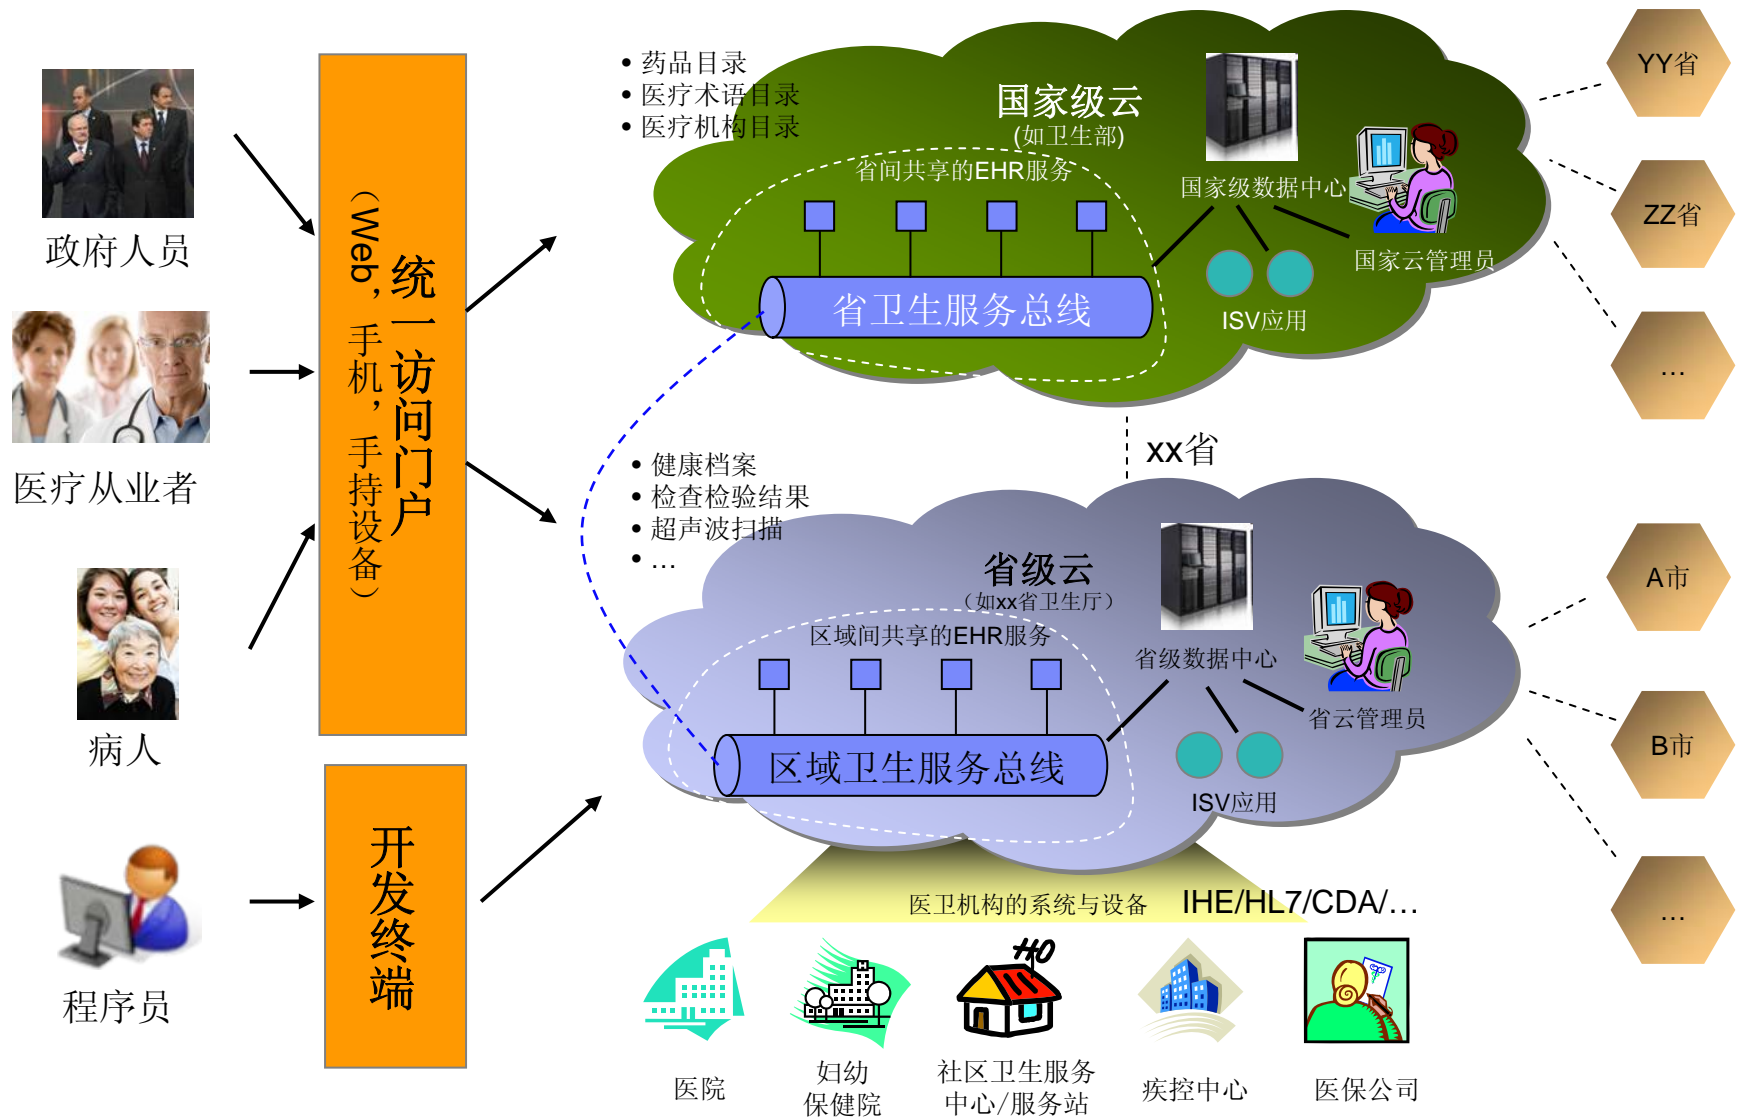 政府人员
医疗从业者
病人
程序员
统一访问门户
（Web，手机，手持设备）
开发终端
• 药品目录
• 医疗术语目录
• 医疗机构目录
国家级云
(如卫生部)
省间共享的EHR服务
省卫生服务总线
国家级数据中心
国家云管理员
ISV应用
YY省
ZZ省
…
xx省
• 健康档案
• 检查检验结果
• 超声波扫描
• …
省级云
（如xx省卫生厅）
区域间共享的EHR服务
区域卫生服务总线
省级数据中心
省云管理员
ISV应用
A市
B市
…
医卫机构的系统与设备
IHE/HL7/CDA/…
医院
妇幼
保健院
社区卫生服务
中心/服务站
疾控中心
医保公司